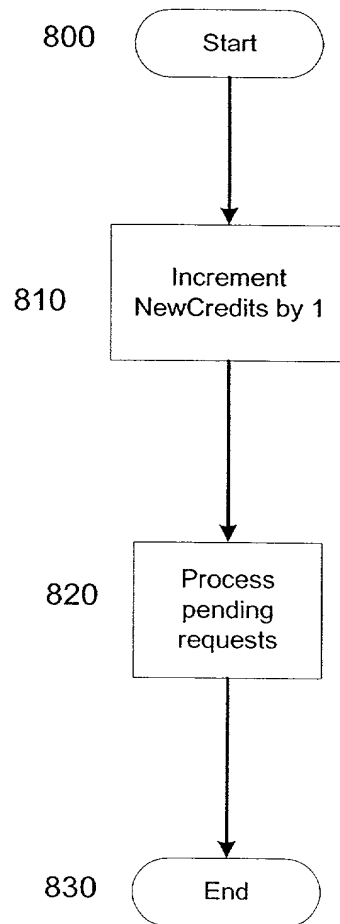 800
Start
810
Increment
NewCredits by 1
820
Process
pending
requests
830
End